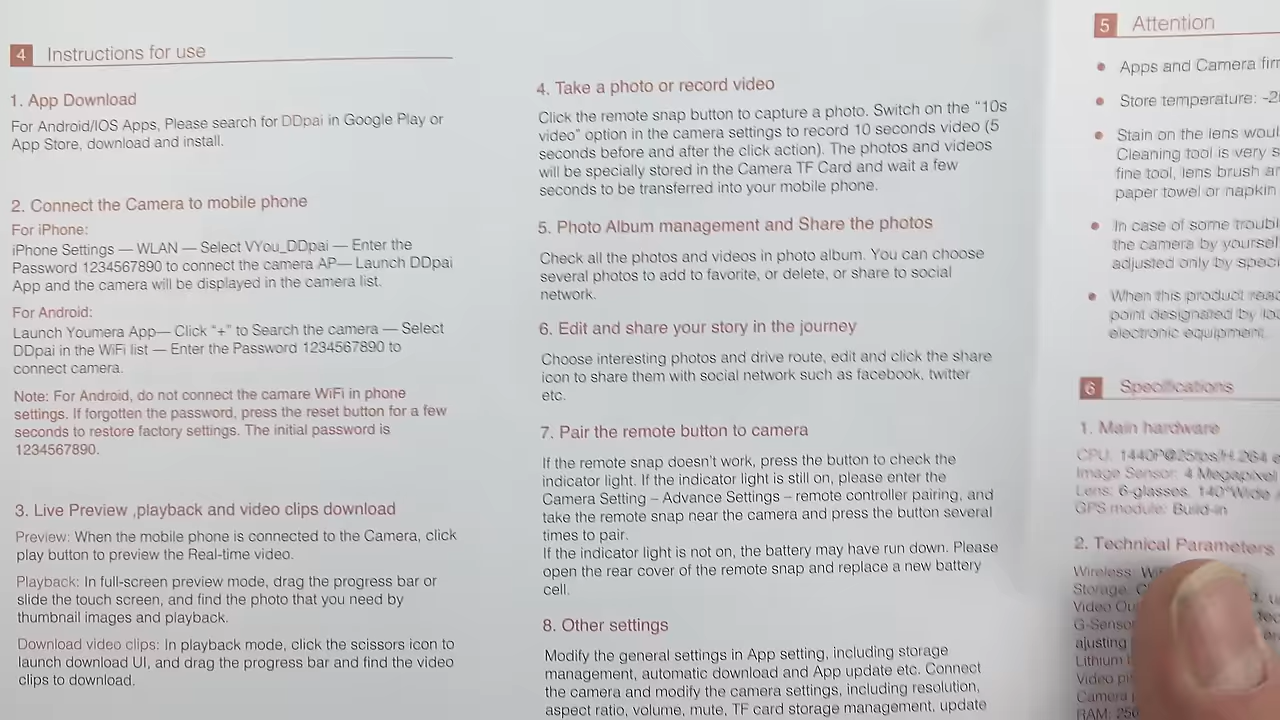 4 Instructions for use
1. App Download
For Android/IOS Apps, Please search for DDpai in Google Play or
App Store, download and install.
2. Connect the Camera to mobile phone
For iPhone:
iPhone Settings — WLAN — Select VYou_DDpai — Enter the
Password 1234567890 to connect the camera AP— Launch DDpai
App and the camera will be displayed in the camera list.
For Android:
Launch Youmera App— Click “+” to Search the camera — Select
DDpai in the WiFi list — Enter the Password 1234567890 to
connect camera.
Note: For Android, do not connect the camare WiFi in phone
settings. If forgotten the password, press the reset button for a few
seconds to restore factory settings. The initial password is
1234567890.
3. Live Preview ,playback and video clips download
Preview: When the mobile phone is connected to the Camera, click
play button to preview the Real-time video.
Playback: In full-screen preview mode, drag the progress bar or
slide the touch screen, and find the photo that you need by
thumbnail images and playback.
Download video clips: In playback mode, click the scissors icon to
launch download UI, and drag the progress bar and find the video
clips to download.
4. Take a photo or record video
Click the remote snap button to capture a photo. Switch on the “10s
video” option in the camera settings to record 10 seconds video (5
seconds before and after the click action). The photos and videos
will be specially stored in the Camera TF Card and wait a few
seconds to be transferred into your mobile phone.
5. Photo Album management and Share the photos
Check all the photos and videos in photo album. You can choose
several photos to add to favorite, or delete, or share to social
network.
6. Edit and share your story in the journey
Choose interesting photos and drive route, edit and click the share
icon to share them with social network such as facebook, twitter
etc.
7. Pair the remote button to camera
If the remote snap doesn’t work, press the button to check the
indicator light. If the indicator light is still on, please enter the
Camera Setting – Advance Settings – remote controller pairing, and
take the remote snap near the camera and press the button several
times to pair.
If the indicator light is not on, the battery may have run down. Please
open the rear cover of the remote snap and replace a new battery
cell.
8. Other settings
Modify the general settings in App setting, including storage
management, automatic download and App update etc. Connect
the camera and modify the camera settings, including resolution,
aspect ratio, volume, mute, TF card storage management, update
5 Attention
Apps and Camera
Store temperature:
Stain on the lens
Cleaning tool is very
fine tool, lens brush
paper towel or napkin
In case of some
the camera by
adjusted only by
When this product
point designated by
electronic equipment.
6 Specifications
1. Main hardware
CPU: 1440P@25fps/H.264
Image Sensor: 4 Megapixel
Lens: 6-glasses, 140°Wide
GPS module: Build-in
2. Technical Parameters
Wireless:
Storage:
Video
G-Sensor
ajusting
Lithium
Video
Camera
RAM: